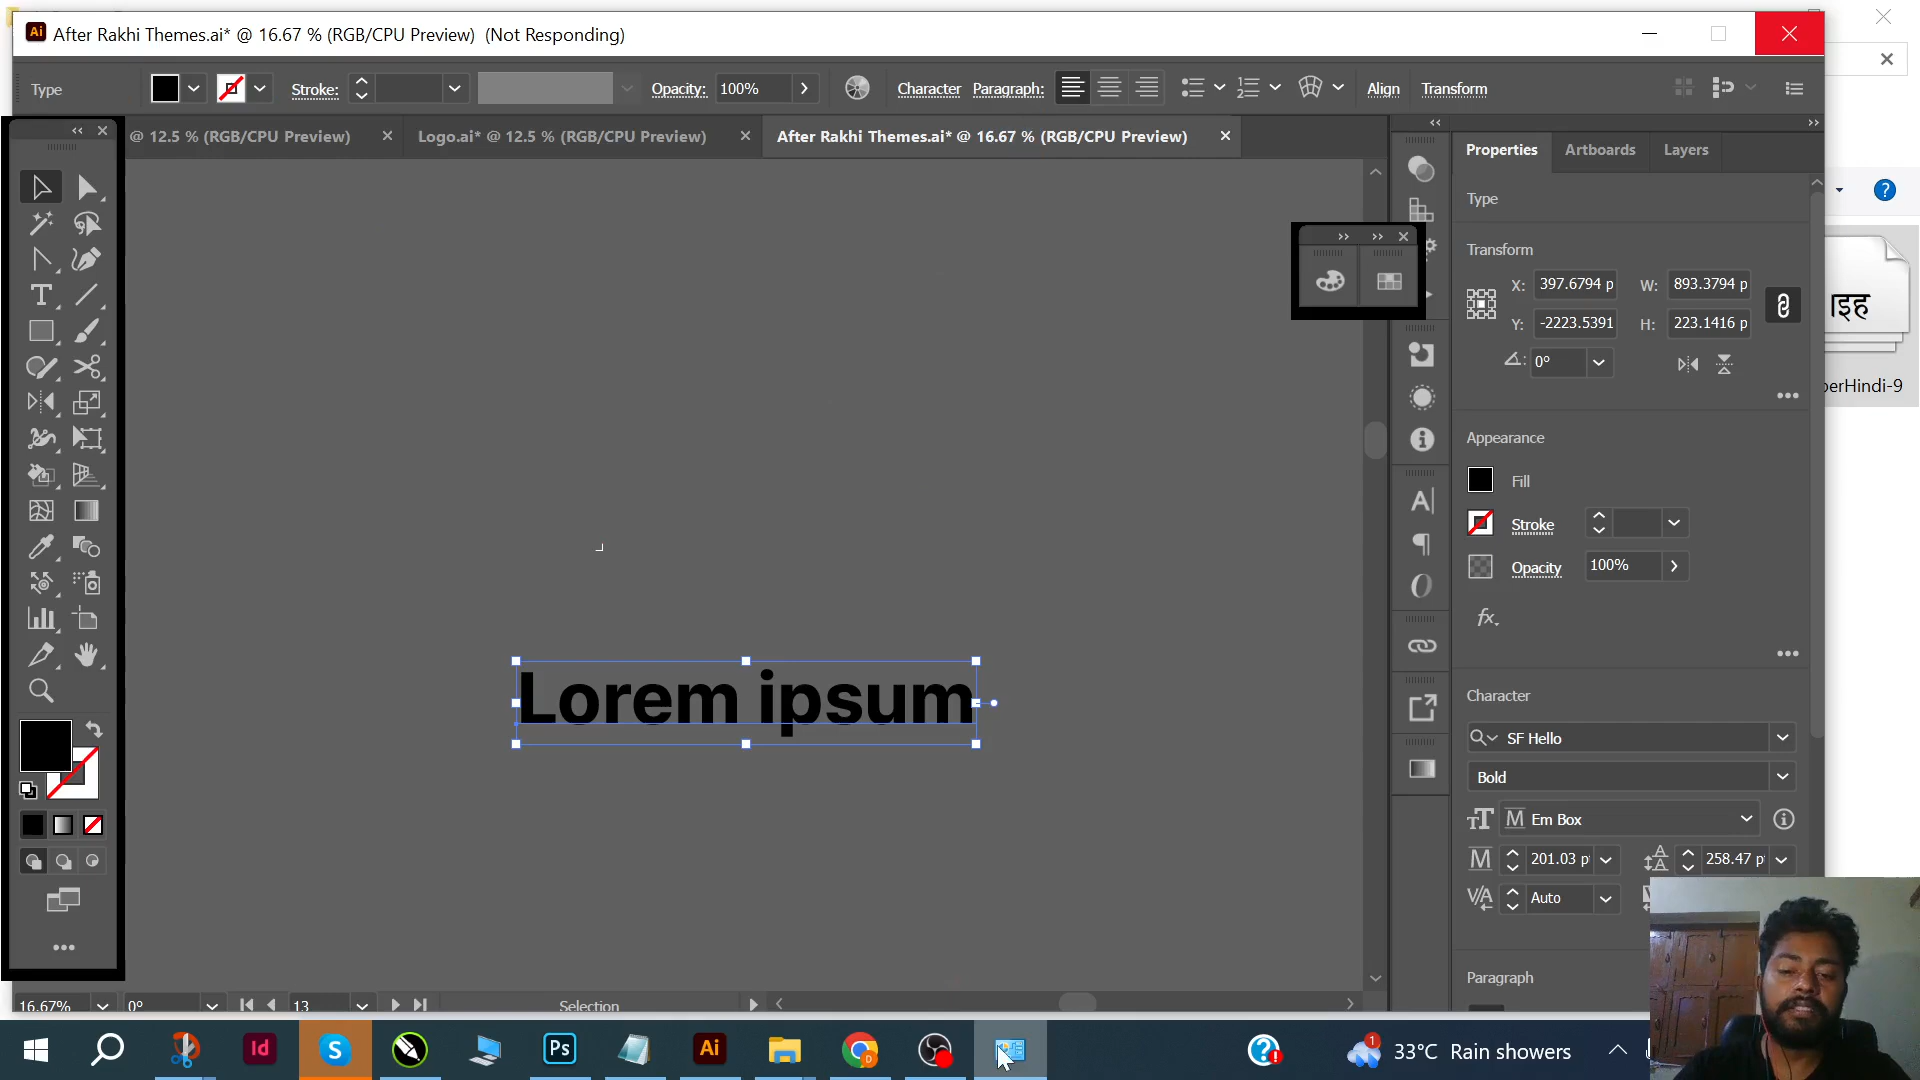 After Rakhi Themes.ai* @ 16.67 % (RGB/CPU Preview) (Not Responding)
Type
Stroke:
Opacity:
100%
Character
Paragraph:
Align
Transform
@ 12.5 % (RGB/CPU Preview)
Logo.ai* @ 12.5 % (RGB/CPU Preview)
After Rakhi Themes.ai* @ 16.67 % (RGB/CPU Preview)
Properties
Artboards
Layers
Type
Transform
X: 397.6794 p
W: 893.3794 p
Y: -2223.5391
H: 223.1416 p
0°
Appearance
Fill
Stroke
Opacity
100%
fx
Character
SF Hello
Bold
Em Box
201.03 p
258.47 p
Auto
Paragraph
Lorem ipsum
16.67%
0°
13
Selection
perHindi-9
33°C Rain showers